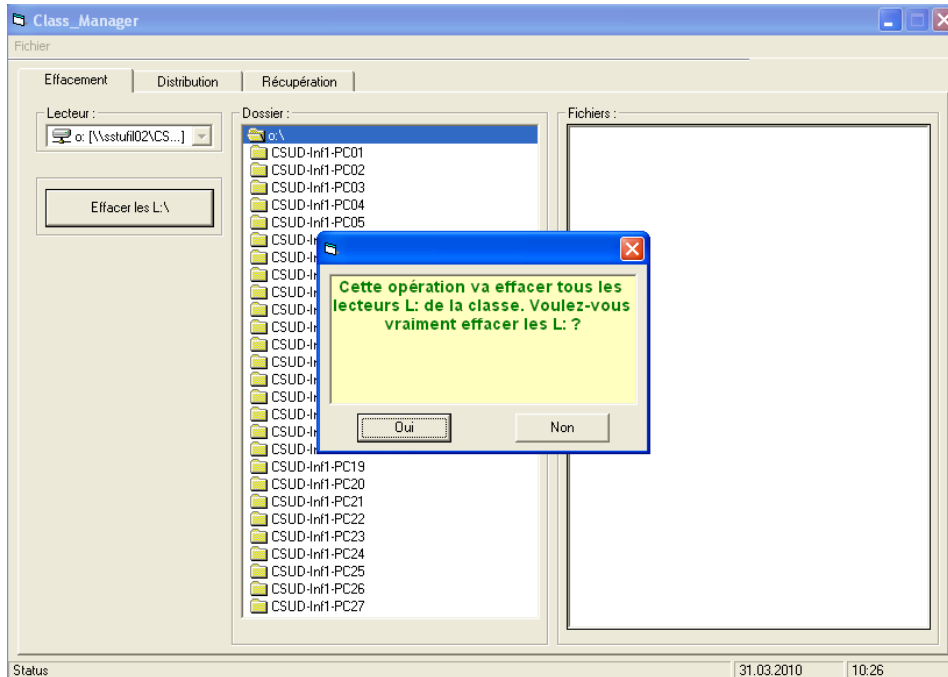 Class_Manager
Fichier
Effacement
Distribution
Récupération
Lecteur :
o: [\\sstufil02\CS...]
Effacer les L:\
Dossier :
o:\
CSUD-Inf1-PC01
CSUD-Inf1-PC02
CSUD-Inf1-PC03
CSUD-Inf1-PC04
CSUD-Inf1-PC05
CSUD-Inf1-PC19
CSUD-Inf1-PC20
CSUD-Inf1-PC21
CSUD-Inf1-PC22
CSUD-Inf1-PC23
CSUD-Inf1-PC24
CSUD-Inf1-PC25
CSUD-Inf1-PC26
CSUD-Inf1-PC27
Fichiers :
Cette opération va effacer tous les
lecteurs L: de la classe. Voulez-vous
vraiment effacer les L: ?
Oui
Non
Status
31.03.2010
10:26